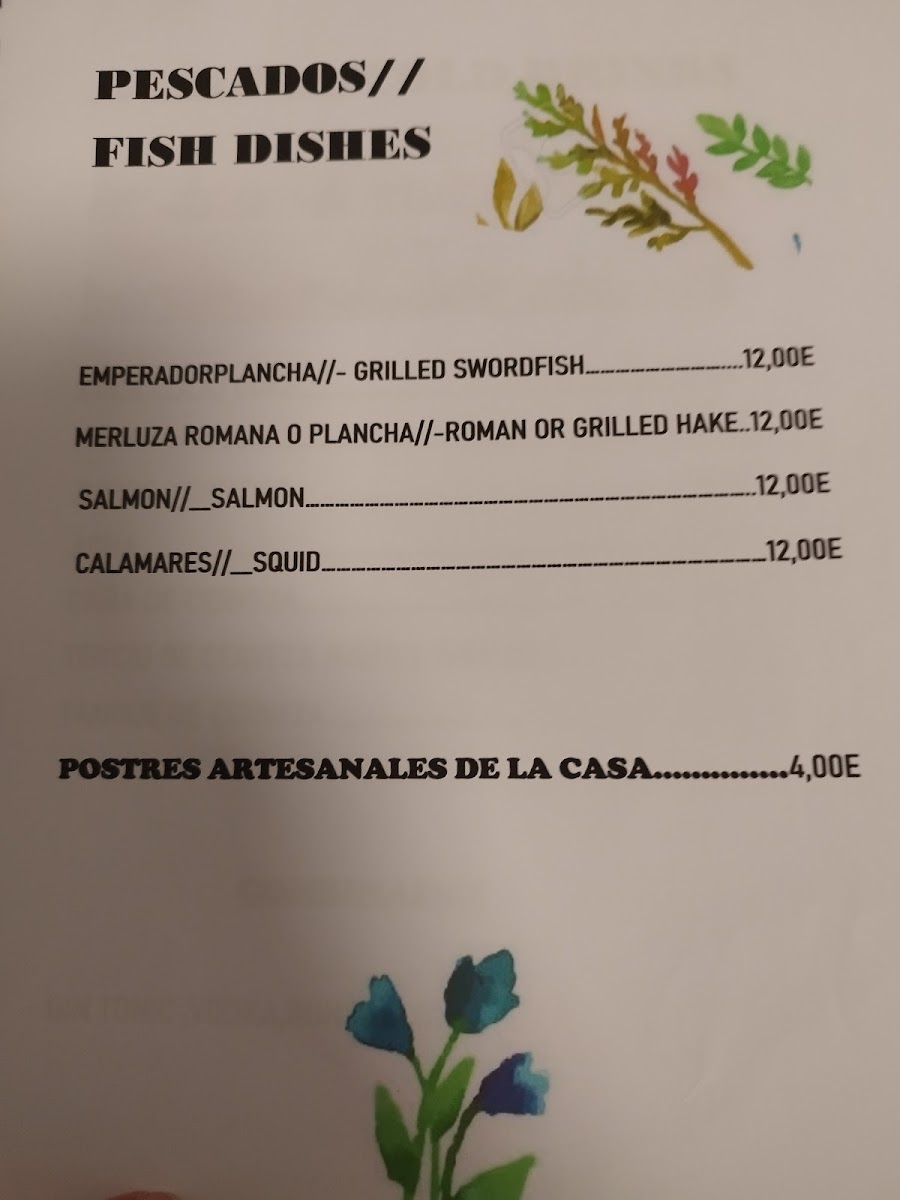 PESCADOS//
FISH DISHES
EMPERADORPLANCHA//- GRILLED SWORDFISH...............................12,00E
MERLUZA ROMANA O PLANCHA//-ROMAN OR GRILLED HAKE..12,00E
SALMON//__SALMON..............................................................12,00E
CALAMARES//__SQUID............................................................12,00E
POSTRES ARTESANALES DE LA CASA...............4,00E